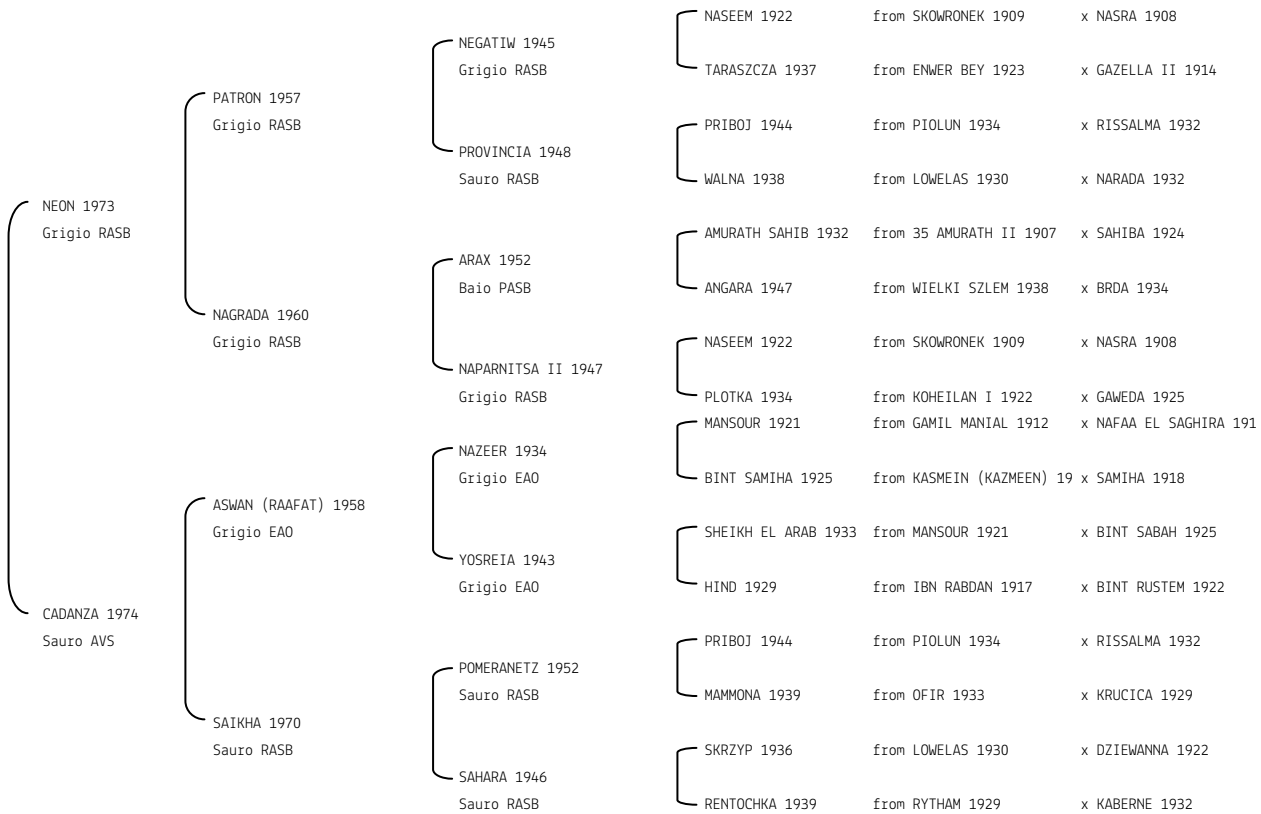 NASEEM 1922 from SKOWRONEK 1909 x NASRA 1908
NEGATIW 1945
Grigio RASB
TARASZCZA 1937 from ENWER BEY 1923 x GAZELLA II 1914
PATRON 1957
Grigio RASB
PRIBOJ 1944 from PIOLUN 1934 x RISSALMA 1932
PROVINCIA 1948
Sauro RASB
WALNA 1938 from LOWELAS 1930 x NARADA 1932
NEON 1973
Grigio RASB
AMURATH SAHIB 1932 from 35 AMURATH II 1907 x SAHIBA 1924
ARAX 1952
Baio PASB
ANGARA 1947 from WIELKI SZLEM 1938 x BRDA 1934
NAGRADA 1960
Grigio RASB
NASEEM 1922 from SKOWRONEK 1909 x NASRA 1908
NAPARNITSA II 1947
Grigio RASB
PLOTKA 1934 from KOHEILAN I 1922 x GAWEDA 1925
MANSOUR 1921 from GAMIL MANIAL 1912 x NAFAA EL SAGHIRA 191
NAZEER 1934
Grigio EAO
BINT SAMIHA 1925 from KASMEIN (KAZMEEN) 19 x SAMIHA 1918
ASWAN (RAAFAT) 1958
Grigio EAO
SHEIKH EL ARAB 1933 from MANSOUR 1921 x BINT SABAH 1925
YOSREIA 1943
Grigio EAO
HIND 1929 from IBN RABDAN 1917 x BINT RUSTEM 1922
CADANZA 1974
Sauro AVS
PRIBOJ 1944 from PIOLUN 1934 x RISSALMA 1932
POMERANETZ 1952
Sauro RASB
MAMMONA 1939 from OFIR 1933 x KRUCICA 1929
SAIKHA 1970
Sauro RASB
SKRZYP 1936 from LOWELAS 1930 x DZIEWANNA 1922
SAHARA 1946
Sauro RASB
RENTOCHKA 1939 from RYTHAM 1929 x KABERNE 1932